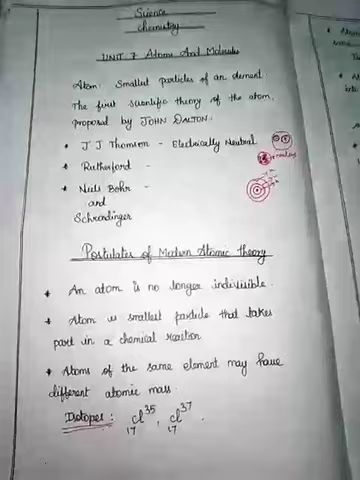 Science
chemistry
UNIT 7 Atoms And Molecules
Atom: Smallest particles of an element.
The first scientific theory of the atom,
proposed by JOHN DALTON.
• J J Thomson - Electrically Neutral
• Rutherford -
• Neils Bohr -
and
Schrodinger
Postulates of Modern Atomic theory
• An atom is no longer indivisible.
• Atom is smallest particle that takes
part in a chemical reaction
• Atoms of the same element may have
different atomic mass.
Isotopes: 17Cl35, 17Cl37.